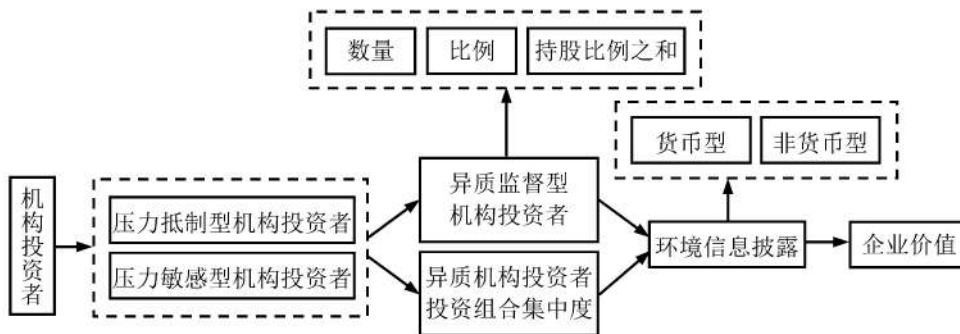 数量 比例 持股比例之和
货币型 非货币型
机构投资者
压力抵制型机构投资者
压力敏感型机构投资者
异质监督型
机构投资者
异质机构投资者
投资组合集中度
环境信息披露
企业价值